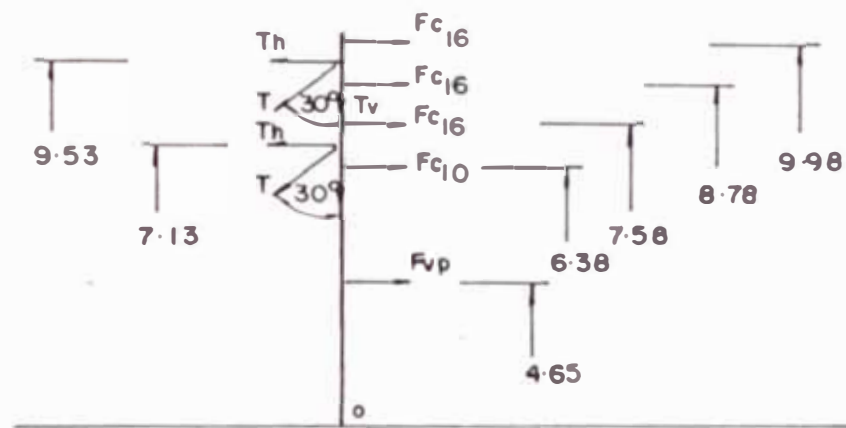 Fc16
Th
Fc16
T 30° Tv
Fc16
Th
9.53
Fc10
9.98
8.78
T 30°
7.13
7.58
6.38
Fvp
4.65
o